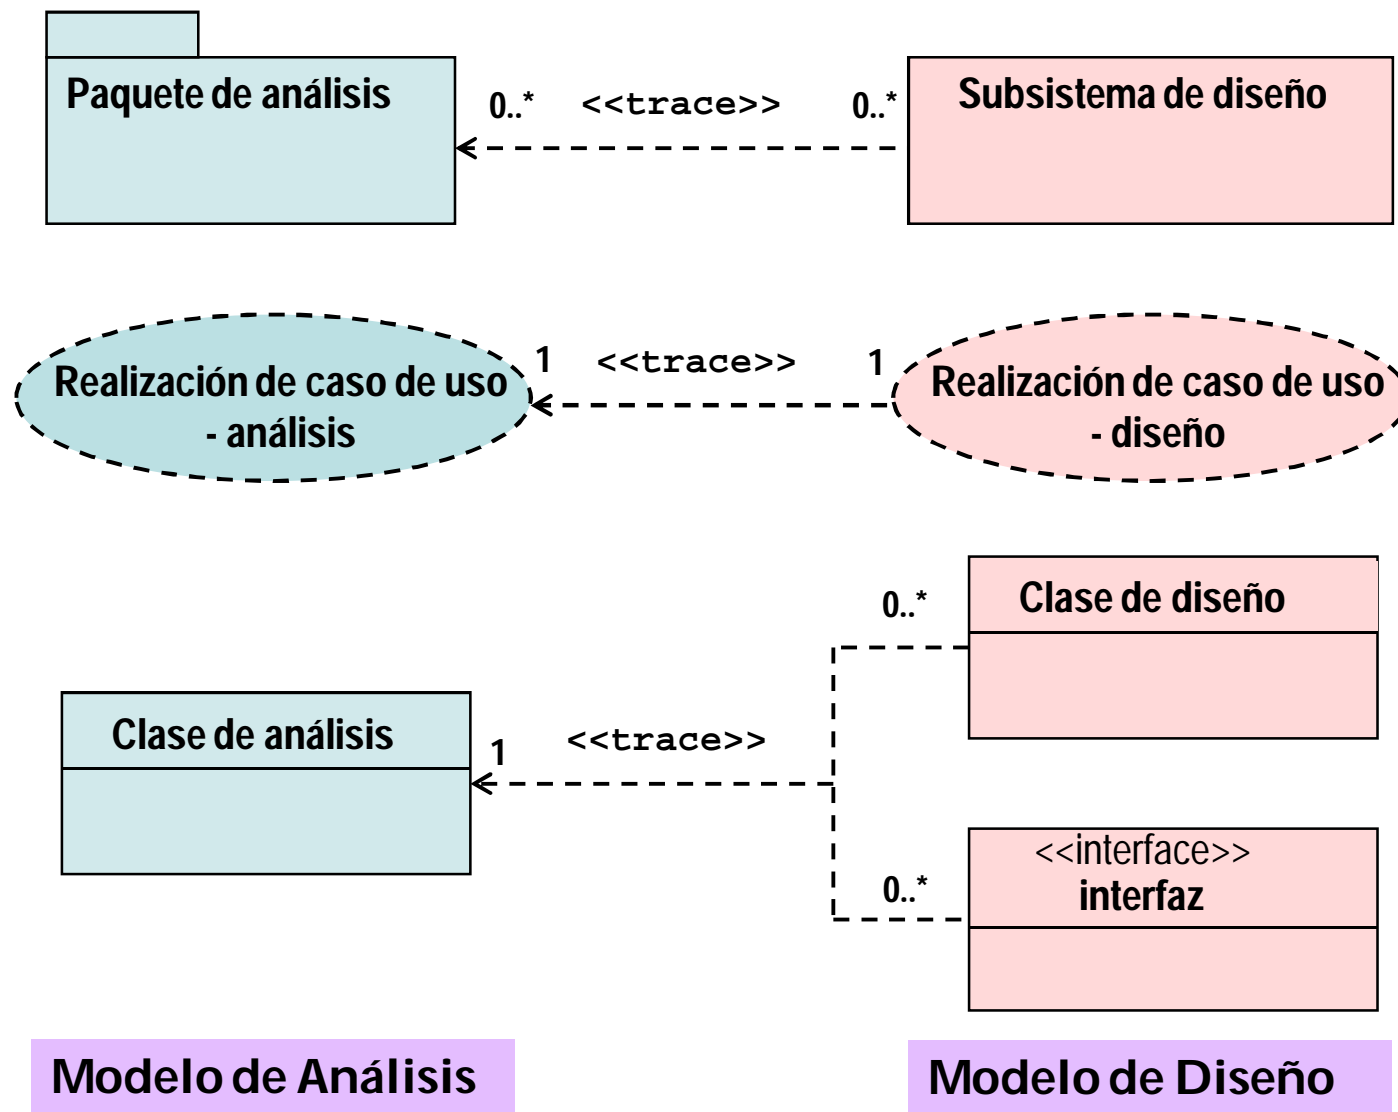 Paquete de análisis
0..* <<trace>> 0..*
Subsistema de diseño
Realización de caso de uso
- análisis
1 <<trace>> 1
Realización de caso de uso
- diseño
Clase de análisis
1 <<trace>>
0..*
Clase de diseño
0..*
<<interface>>
interfaz
Modelo de Análisis
Modelo de Diseño